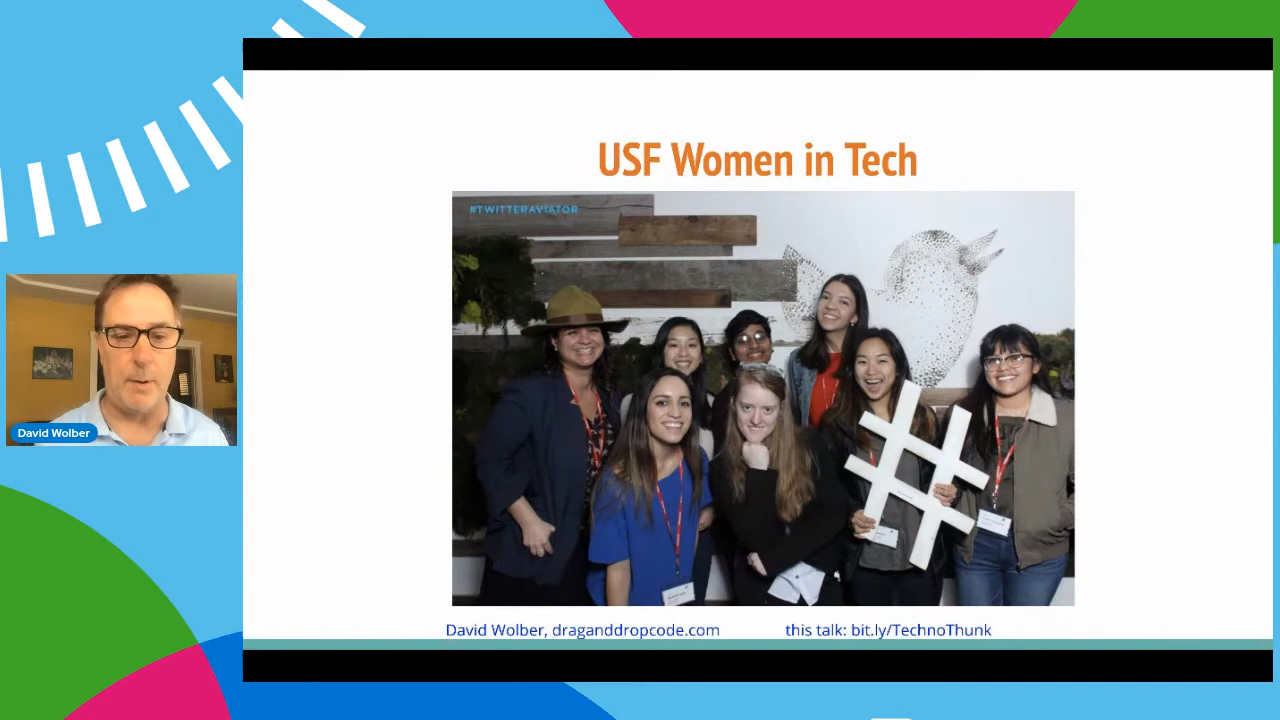 USF Women in Tech
#TWITTERAVIATOR
David Wolber
David Wolber, draganddropcode.com
this talk: bit.ly/TechnoThunk